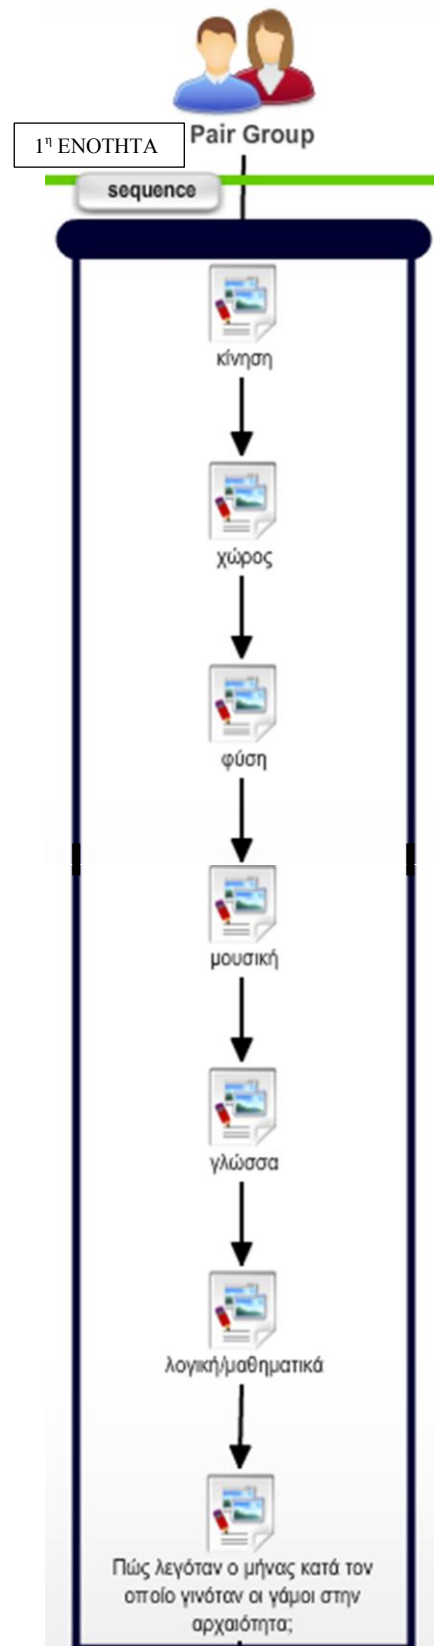 Pair Group
1η ΕΝΟΤΗΤΑ
sequence
κίνηση
χώρος
φύση
μουσική
γλώσσα
λογική/μαθηματικά
Πώς λεγόταν ο μήνας κατά τον
οποίο γινόταν οι γάμοι στην
αρχαιότητα;